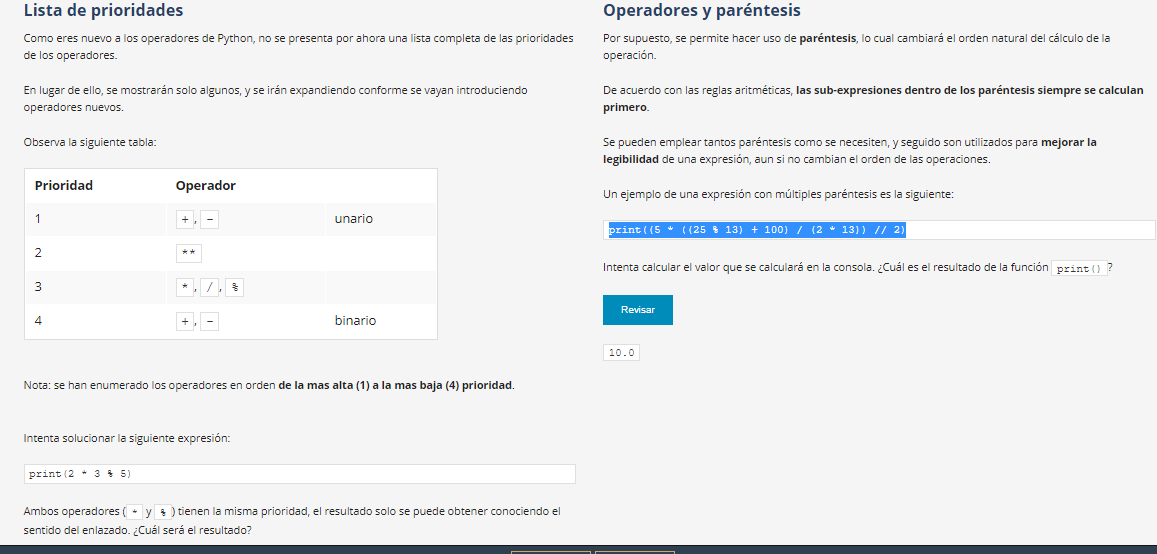 Lista de prioridades
Como eres nuevo a los operadores de Python, no se presenta por ahora una lista completa de las prioridades
de los operadores.
En lugar de ello, se mostrarán solo algunos, y se irán expandiendo conforme se vayan introduciendo
operadores nuevos.
Observa la siguiente tabla:
Prioridad Operador
1 +, - unario
2 **
3 *, /, %
4 +, - binario
Nota: se han enumerado los operadores en orden de la mas alta (1) a la mas baja (4) prioridad.
Intenta solucionar la siguiente expresión:
print(2 * 3 % 5)
Ambos operadores (* y %) tienen la misma prioridad, el resultado solo se puede obtener conociendo el
sentido del enlazado. ¿Cuál será el resultado?
Operadores y paréntesis
Por supuesto, se permite hacer uso de paréntesis, lo cual cambiará el orden natural del cálculo de la
operación.
De acuerdo con las reglas aritméticas, las sub-expresiones dentro de los paréntesis siempre se calculan
primero.
Se pueden emplear tantos paréntesis como se necesiten, y seguido son utilizados para mejorar la
legibilidad de una expresión, aun si no cambian el orden de las operaciones.
Un ejemplo de una expresión con múltiples paréntesis es la siguiente:
print((5 * ((25 % 13) + 100) / (2 * 13)) // 2)
Intenta calcular el valor que se calculará en la consola. ¿Cuál es el resultado de la función print()?
Revisar
10.0